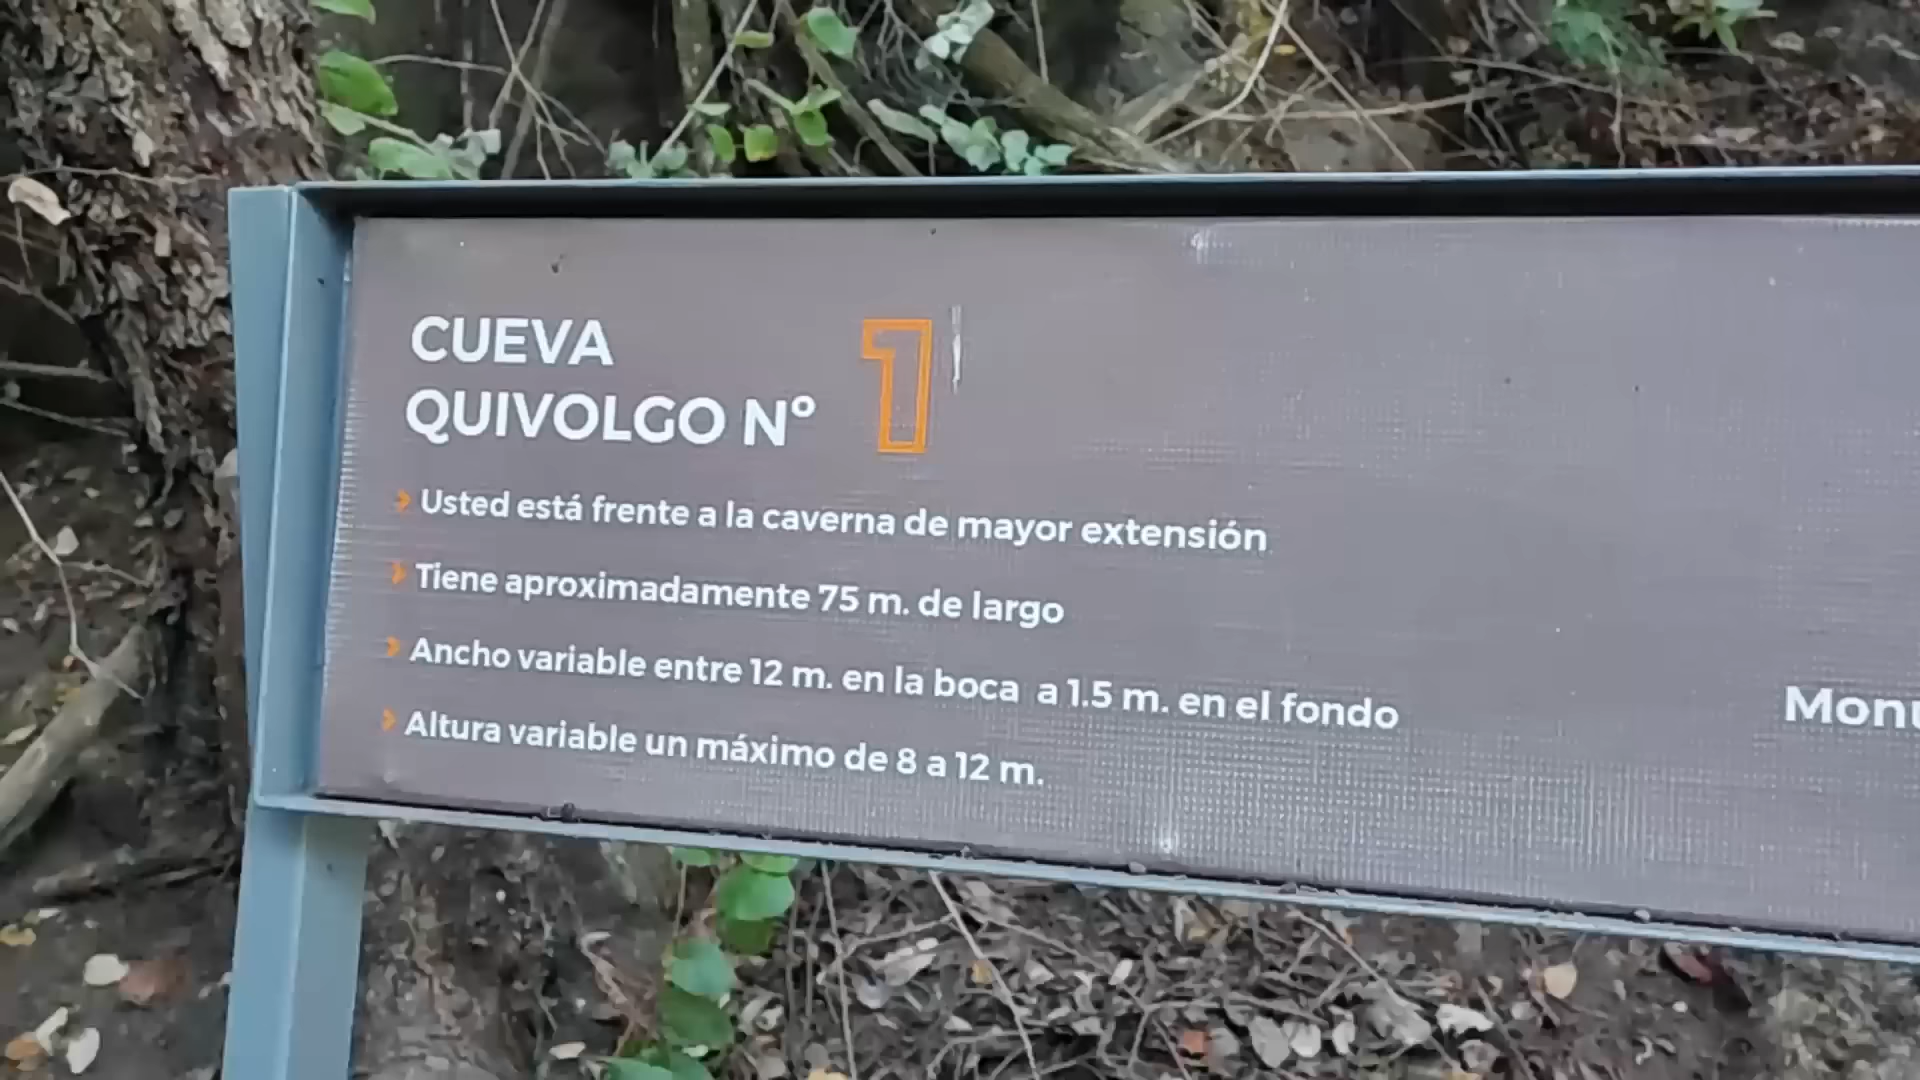 CUEVA
QUIVOLGO Nº 1
Usted está frente a la caverna de mayor extensión
Tiene aproximadamente 75 m. de largo
Ancho variable entre 12 m. en la boca a 1.5 m. en el fondo
Altura variable un máximo de 8 a 12 m.